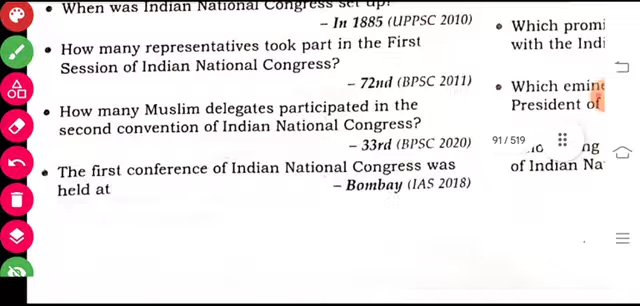 • When was Indian National Congress set up?
– In 1885 (UPPSC 2010)
• How many representatives took part in the First
Session of Indian National Congress?
– 72nd (BPSC 2011)
• How many Muslim delegates participated in the
second convention of Indian National Congress?
– 33rd (BPSC 2020)
• The first conference of Indian National Congress was
held at – Bombay (IAS 2018)
• Which promi
with the Indi
• Which emine
President of
91/519
ng
of Indian Na